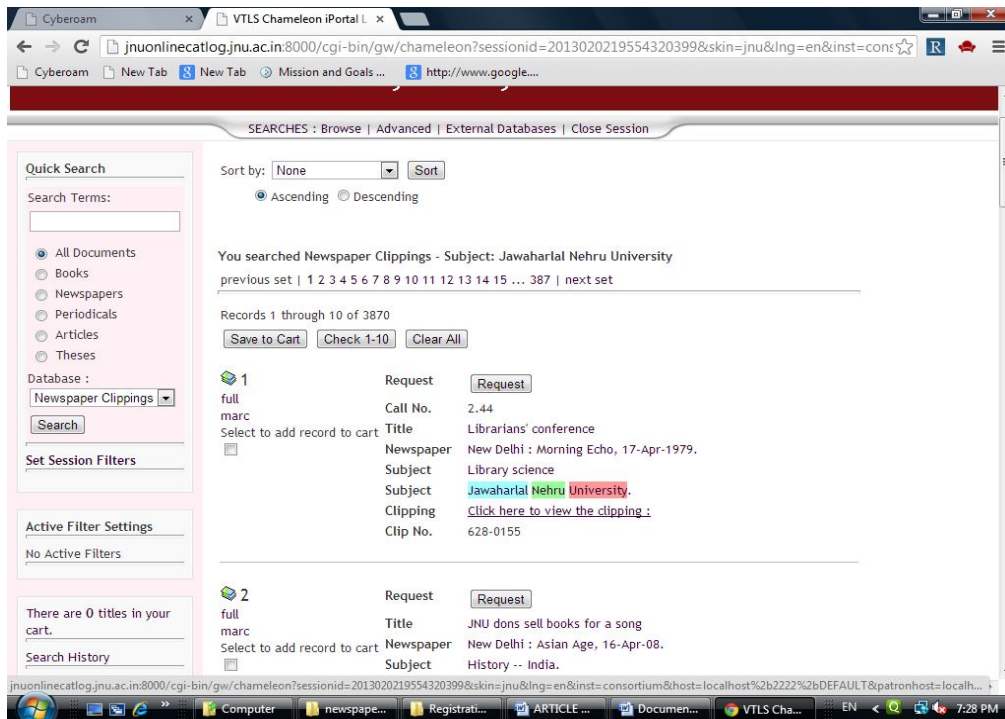 Cyberoam
VTLS Chameleon iPortal L
jnuonlinecatlog.jnu.ac.in:8000/cgi-bin/gw/chameleon?sessionid=2013020219554320399&skin=jnu&lng=en&inst=cons
Cyberoam New Tab New Tab Mission and Goals ... http://www.google....
SEARCHES : Browse | Advanced | External Databases | Close Session
Quick Search
Search Terms:
All Documents
Books
Newspapers
Periodicals
Articles
Theses
Database :
Newspaper Clippings
Search
Set Session Filters
Active Filter Settings
No Active Filters
There are 0 titles in your
cart.
Search History
Sort by: None Sort
Ascending Descending
You searched Newspaper Clippings - Subject: Jawaharlal Nehru University
previous set | 1 2 3 4 5 6 7 8 9 10 11 12 13 14 15 ... 387 | next set
Records 1 through 10 of 3870
Save to Cart Check 1-10 Clear All
1
full
marc
Select to add record to cart
Request Request
Call No. 2.44
Title Librarians' conference
Newspaper New Delhi : Morning Echo, 17-Apr-1979.
Subject Library science
Subject Jawaharlal Nehru University.
Clipping Click here to view the clipping :
Clip No. 628-0155
2
full
marc
Select to add record to cart
Request Request
Title JNU dons sell books for a song
Newspaper New Delhi : Asian Age, 16-Apr-08.
Subject History -- India.
jnuonlinecatlog.jnu.ac.in:8000/cgi-bin/gw/chameleon?sessionid=2013020219554320399&skin=jnu&lng=en&inst=consortium&host=localhost%2b2222%2bDEFAULT&patronhost=localh...
Computer newspape... Registrati... ARTICLE ... Documen... VTLS Cha... EN 7:28 PM